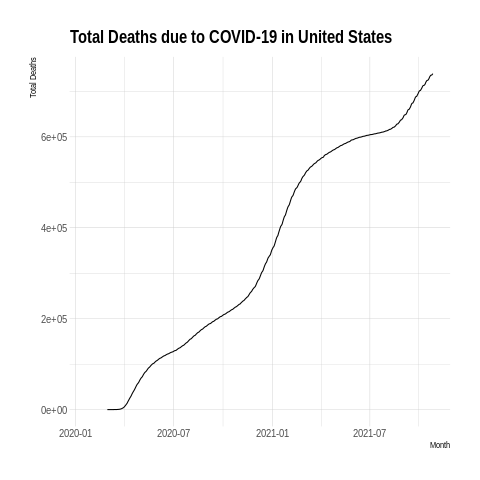 Total Deaths due to COVID-19 in United States
Total Deaths
6e+05
4e+05
2e+05
0e+00
2020-01 2020-07 2021-01 2021-07
Month